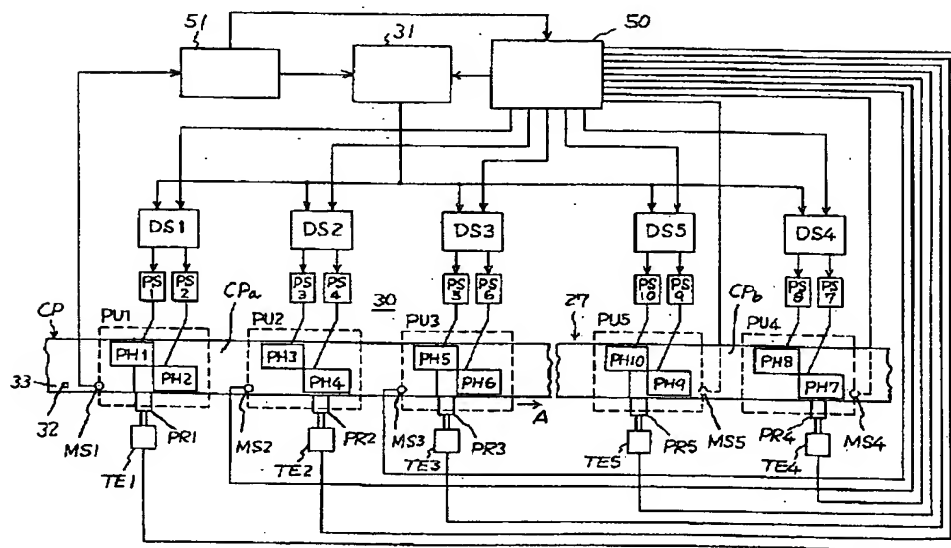 51
31
50
DS1
DS2
DS3
DS5
DS4
PS 1
PS 2
PS 3
PS 4
PS 5
PS 6
PS 10
PS 9
PS 8
PS 7
CP
PU1
CPa
PU2
30
PU3
27
PU5
CPb
PU4
PH1
PH2
PH3
PH4
PH5
PH6
PH10
PH9
PH8
PH7
33
32
MS1
PR1
MS2
PR2
MS3
PR3
A
PR5
MS5
PR4
MS4
TE1
TE2
TE3
TE5
TE4